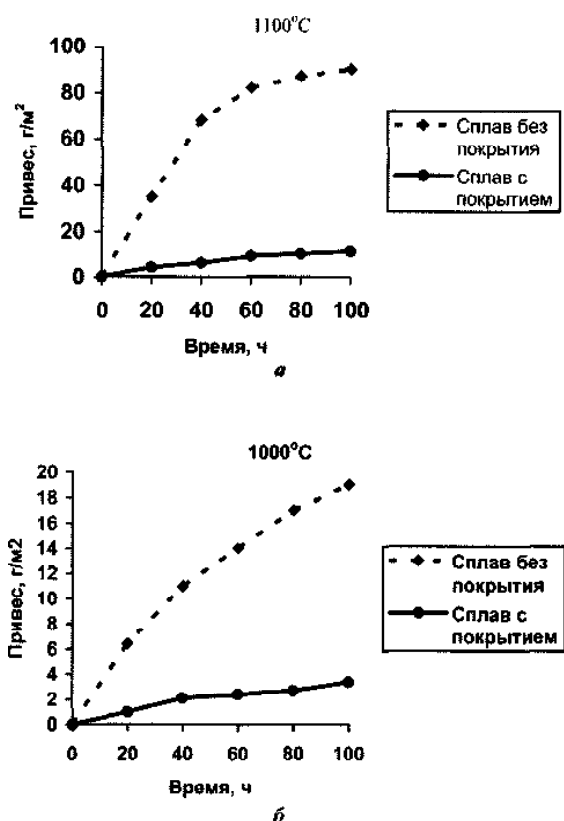 1100°C
100
80
60
40
20
0
Привес, г/м²
0 20 40 60 80 100
Время, ч
Сплав без
покрытия
Сплав с
покрытием
а
1000°C
20
18
16
14
12
10
8
6
4
2
0
Привес, г/м2
0 20 40 60 80 100
Время, ч
Сплав без
покрытия
Сплав с
покрытием
б